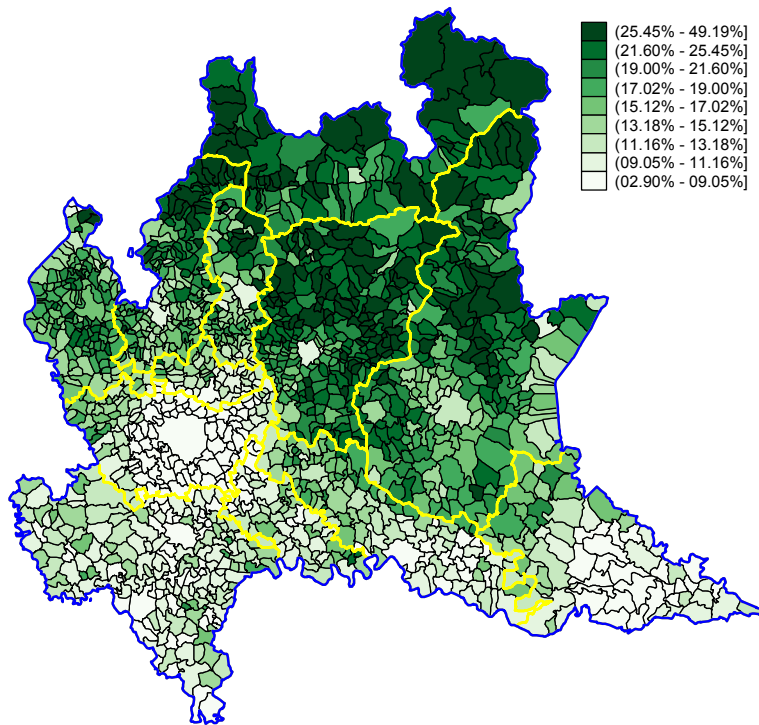 (25.45% - 49.19%]
(21.60% - 25.45%]
(19.00% - 21.60%]
(17.02% - 19.00%]
(15.12% - 17.02%]
(13.18% - 15.12%]
(11.16% - 13.18%]
(09.05% - 11.16%]
(02.90% - 09.05%]